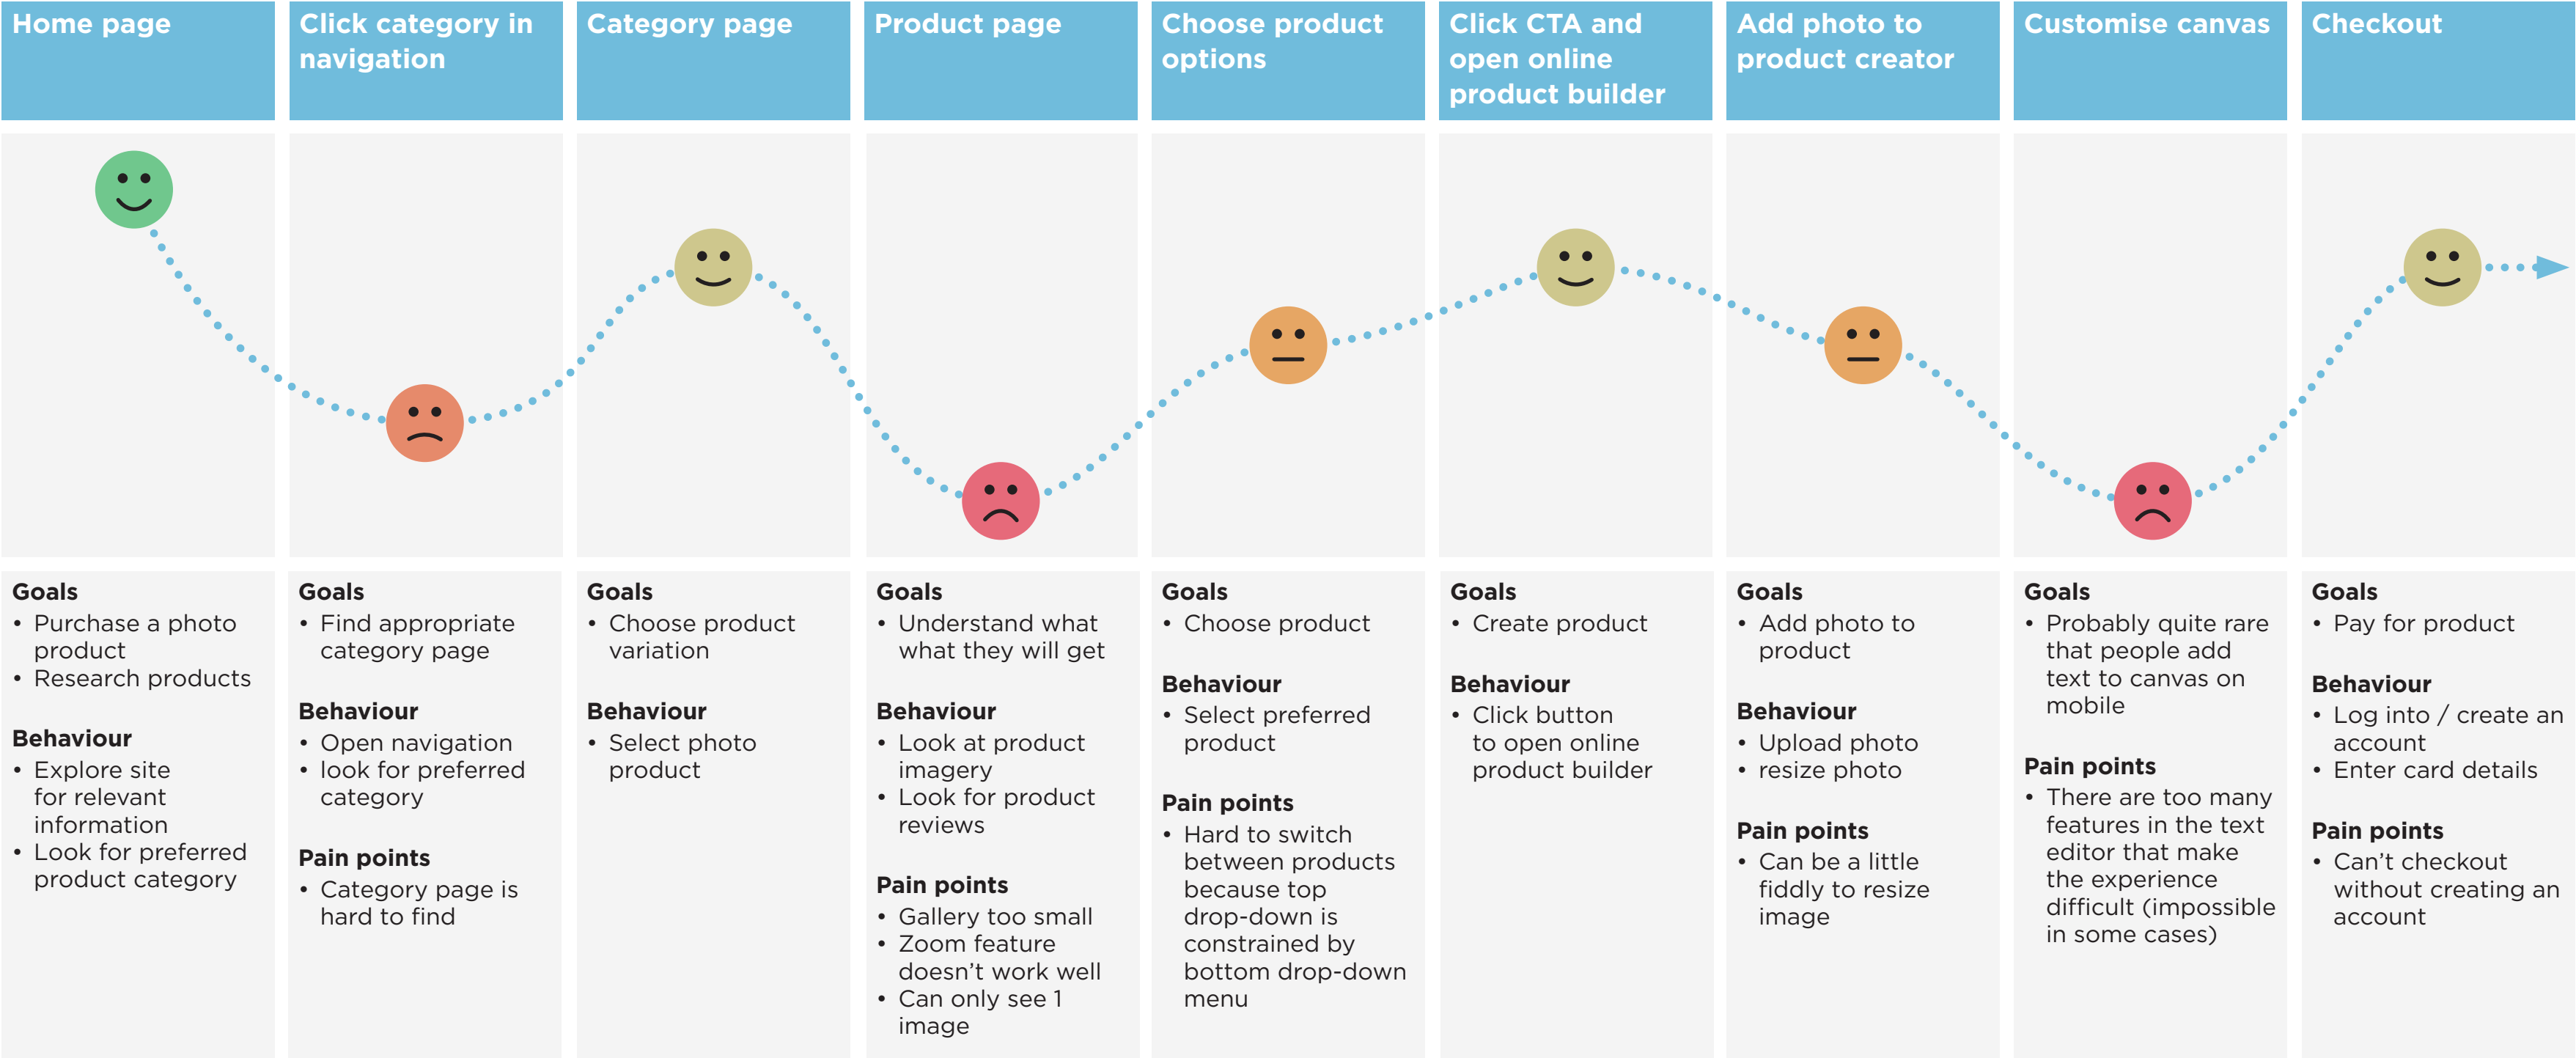 Home page
Click category in
navigation
Category page
Product page
Choose product
options
Click CTA and
open online
product builder
Add photo to
product creator
Customise canvas
Checkout
Goals
• Purchase a photo
product
• Research products
Behaviour
• Explore site
for relevant
information
• Look for preferred
product category
Goals
• Find appropriate
category page
Behaviour
• Open navigation
• look for preferred
category
Pain points
• Category page is
hard to find
Goals
• Choose product
variation
Behaviour
• Select photo
product
Goals
• Understand what
what they will get
Behaviour
• Look at product
imagery
• Look for product
reviews
Pain points
• Gallery too small
• Zoom feature
doesn’t work well
• Can only see 1
image
Goals
• Choose product
Behaviour
• Select preferred
product
Pain points
• Hard to switch
between products
because top
drop-down is
constrained by
bottom drop-down
menu
Goals
• Create product
Behaviour
• Click button
to open online
product builder
Goals
• Add photo to
product
Behaviour
• Upload photo
• resize photo
Pain points
• Can be a little
fiddly to resize
image
Goals
• Probably quite rare
that people add
text to canvas on
mobile
Pain points
• There are too many
features in the text
editor that make
the experience
difficult (impossible
in some cases)
Goals
• Pay for product
Behaviour
• Log into / create an
account
• Enter card details
Pain points
• Can’t checkout
without creating an
account